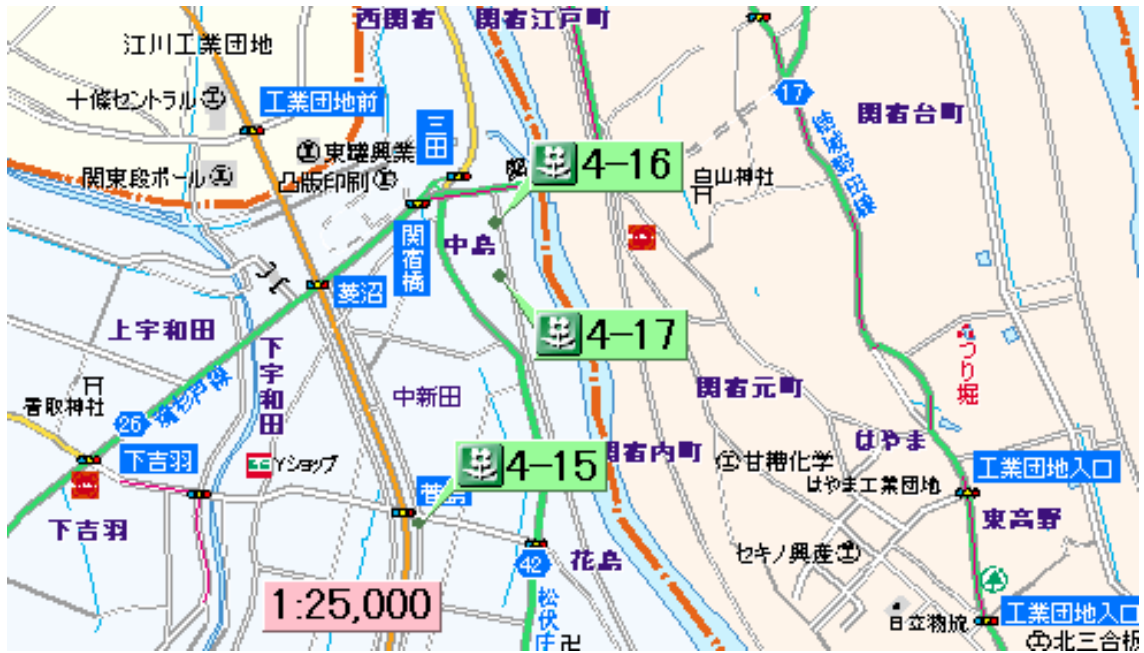 西関宿
関宿江戸町
江川工業団地
十條セントラル
工業団地前
17
関宿台町
三田
東邦興業
凸版印刷
関東段ボール
4-16
白山神社
中島
関宿橋
菱沼
4-17
上宇和田
下宇和田
つり堀
中新田
関宿元町
香取神社
26
下吉羽
Yショップ
4-15
宿内町
はやま
甘糟化学
はやま工業団地
工業団地入口
下吉羽
東高野
セキノ興産
花島
42
1:25,000
松伏
日立物流
工業団地入口
北三合板